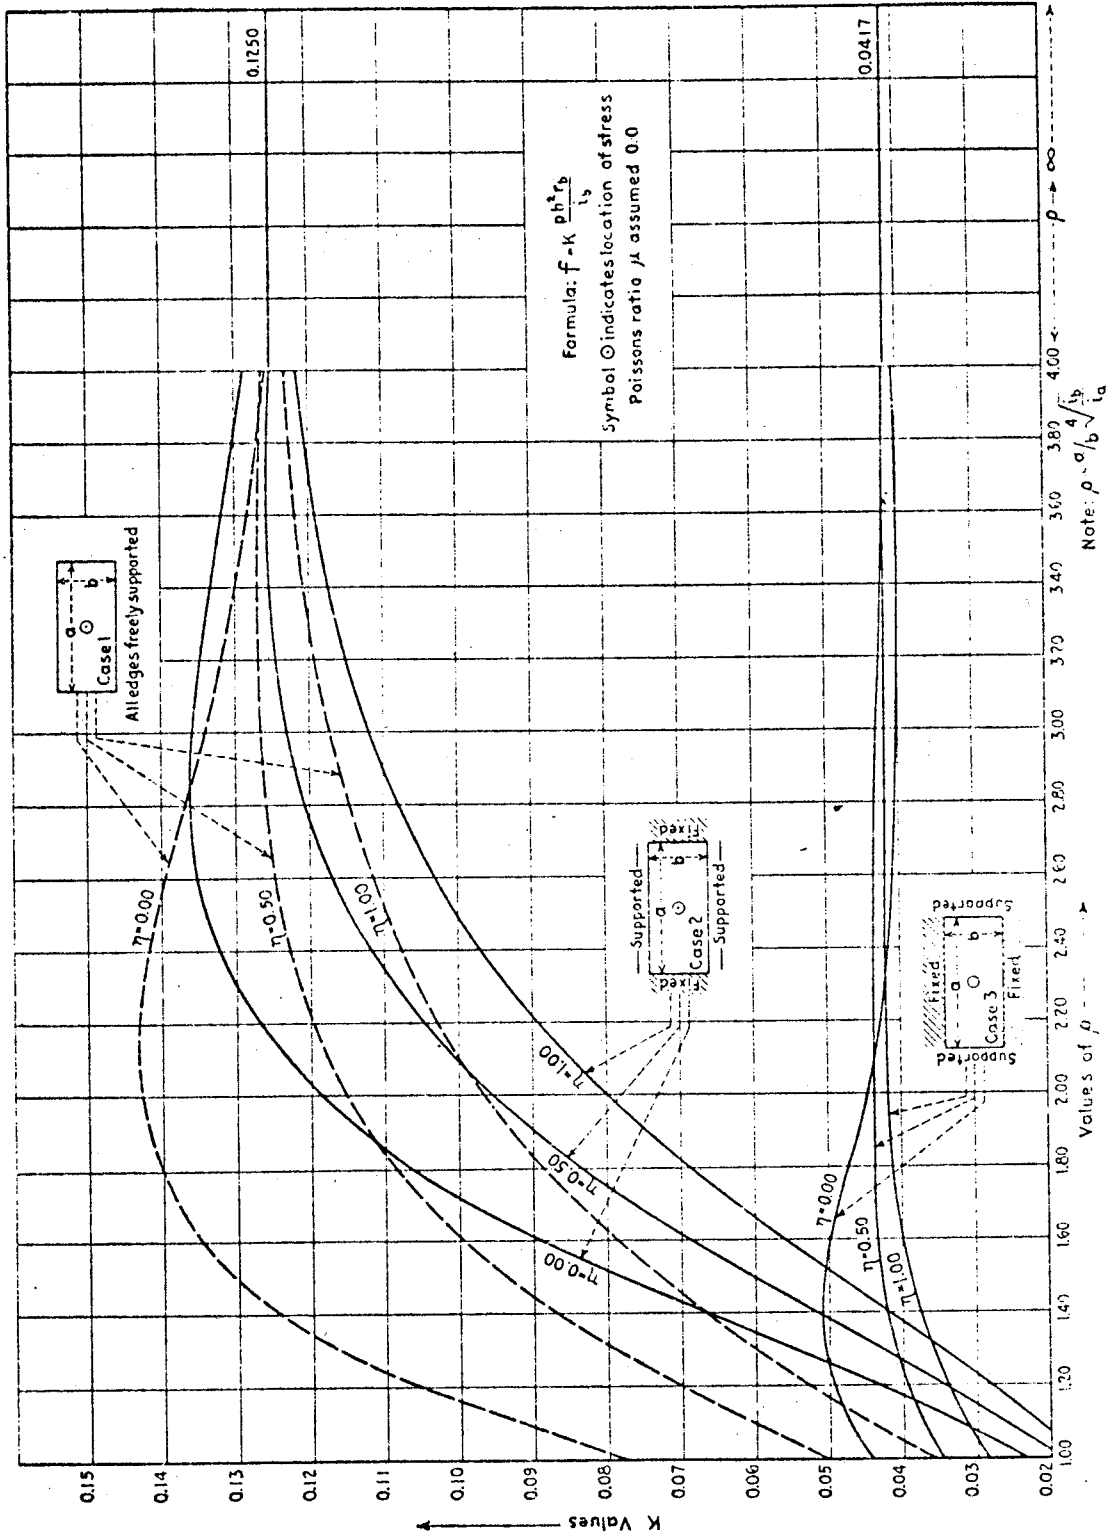 0.1250
0.0417
Formula: f = K ph²r_b / i_b
Symbol ⊙ indicates location of stress
Poissons ratio μ assumed 0.0
a
b
Case 1
All edges freely supported
η=0.00
η=0.50
η=1.00
Supported
Fixed
a
b
Case 2
Fixed
Supported
η=1.00
η=0.50
η=0.00
Fixed
Supported
a
b
Case 3
Supported
Fixed
η=0.00
η=0.50
η=1.00
K Values
0.15
0.14
0.13
0.12
0.11
0.10
0.09
0.08
0.07
0.06
0.05
0.04
0.03
0.02
1.00 1.20 1.40 1.60 1.80 2.00 2.20 2.40 2.60 2.80 3.00 3.20 3.40 3.60 3.80 4.00 ρ → ∞
Values of ρ
Note: ρ = a/b ⁴√i_b/i_a